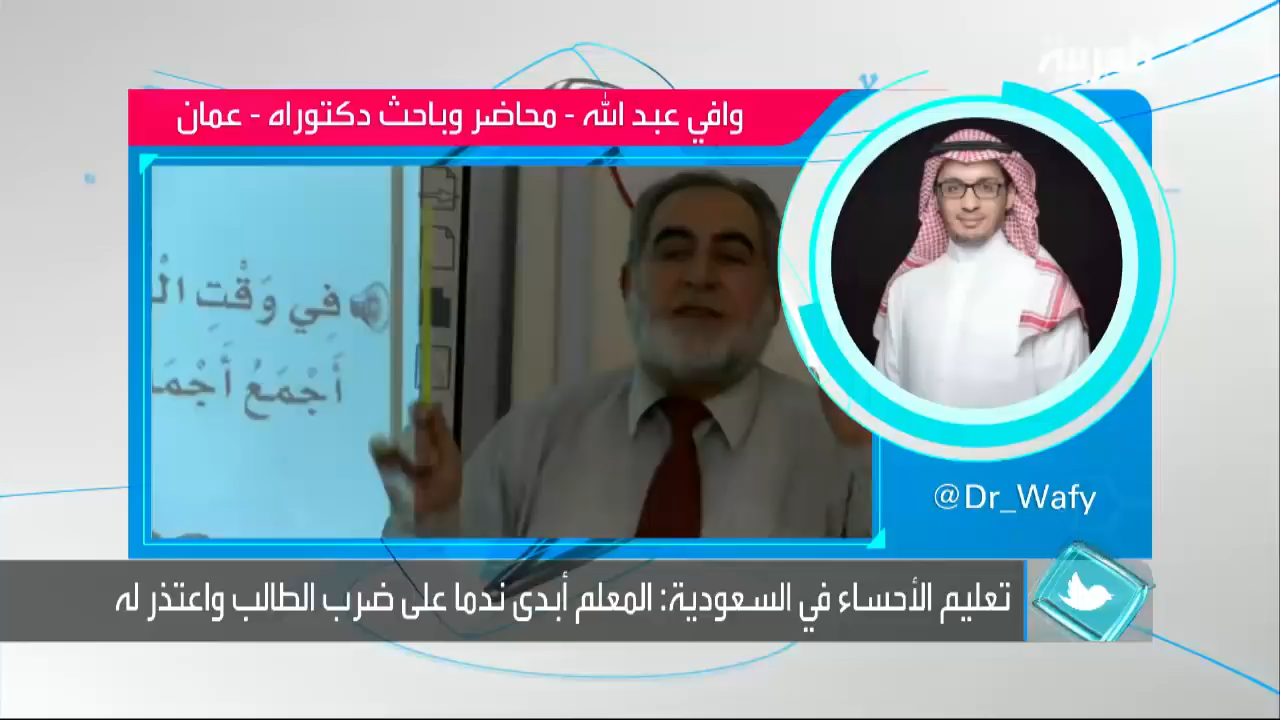 العربية
وافي عبد الله - محاضر وباحث دكتوراه - عمان
فِي وَقْتِ الْ
أَجْمَعُ أَجْمَ
@Dr_Wafy
تعليم الأحساء في السعودية: المعلم أبدى ندما على ضرب الطالب واعتذر له